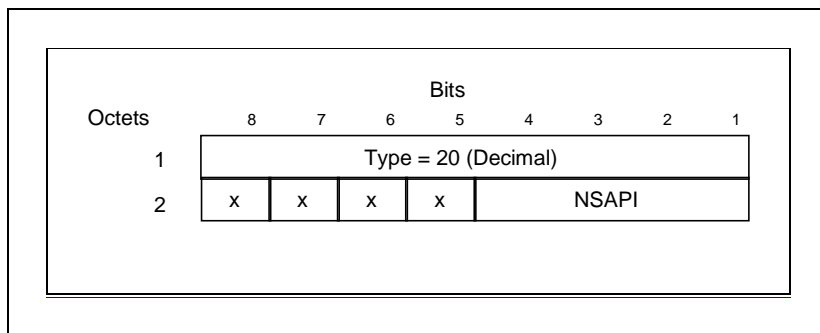 Bits
Octets 8 7 6 5 4 3 2 1
1 Type = 20 (Decimal)
2 x x x x NSAPI